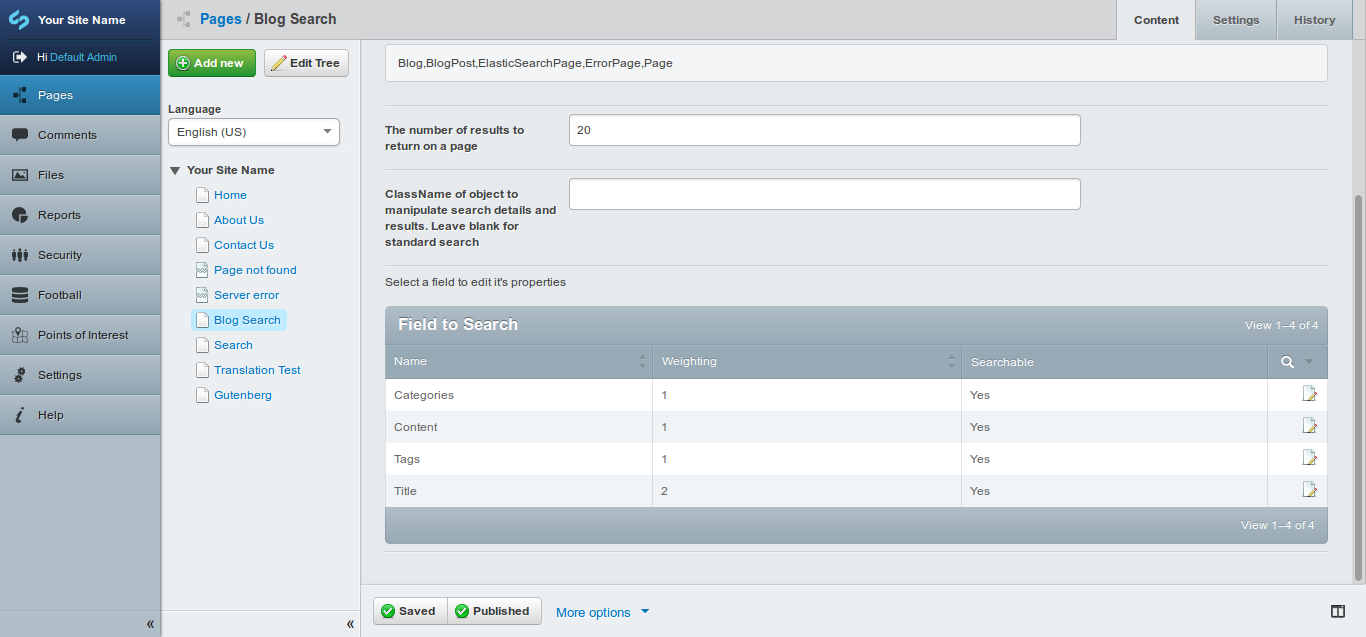 Your Site Name
Hi Default Admin
Pages
Comments
Files
Reports
Security
Football
Points of Interest
Settings
Help
«
Pages / Blog Search
Content
Settings
History
Add new
Edit Tree
Language
English (US)
Your Site Name
Home
About Us
Contact Us
Page not found
Server error
Blog Search
Search
Translation Test
Gutenberg
«
Blog,BlogPost,ElasticSearchPage,ErrorPage,Page
The number of results to
return on a page
20
ClassName of object to
manipulate search details and
results. Leave blank for
standard search
Select a field to edit it's properties
Field to Search
View 1–4 of 4
Name Weighting Searchable
Categories 1 Yes
Content 1 Yes
Tags 1 Yes
Title 2 Yes
View 1–4 of 4
Saved
Published
More options